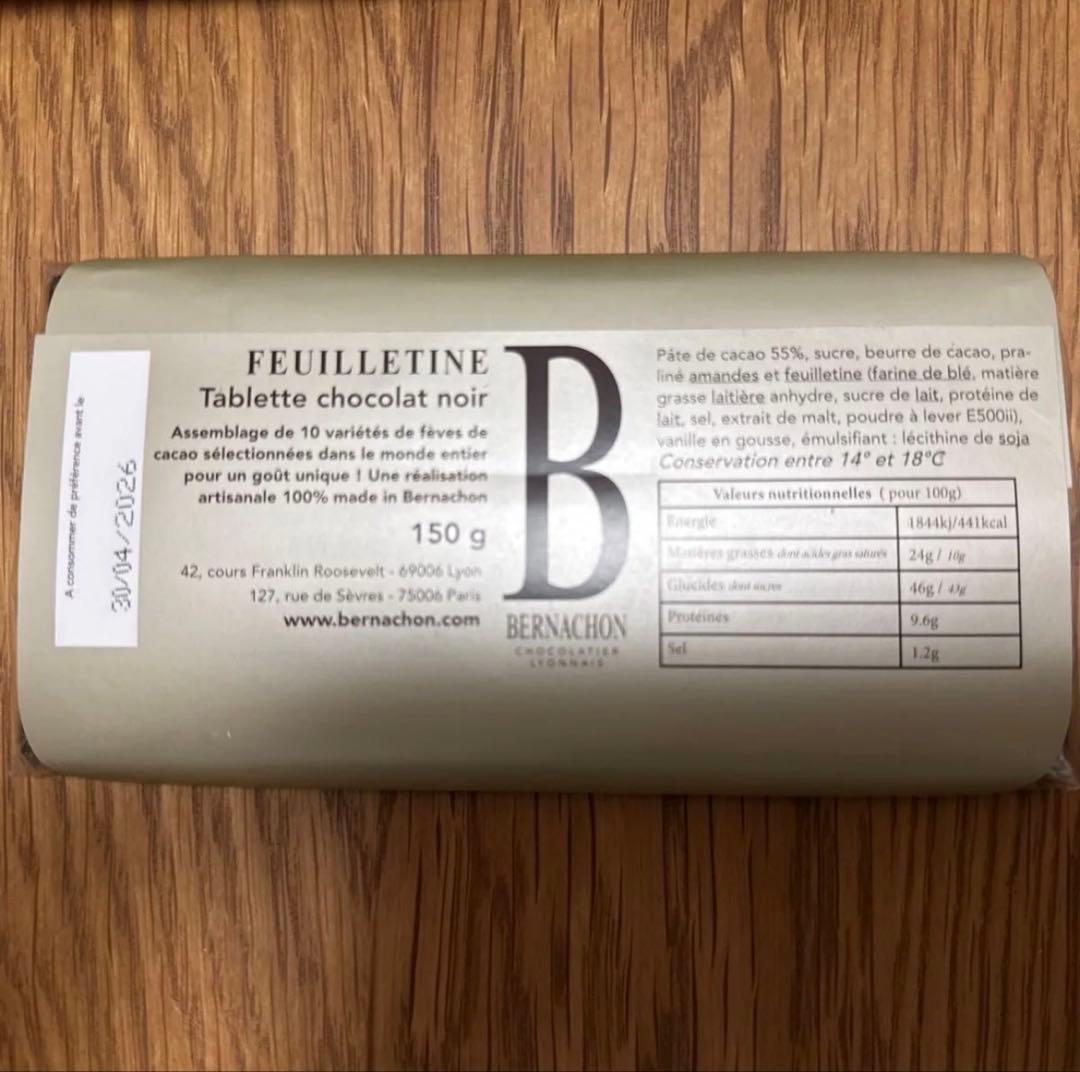 A consommer de préférence avant le
30/04/2026
FEUILLETINE
Tablette chocolat noir
Assemblage de 10 variétés de fèves de
cacao sélectionnées dans le monde entier
pour un goût unique ! Une réalisation
artisanale 100% made in Bernachon
150 g
42, cours Franklin Roosevelt - 69006 Lyon
127, rue de Sèvres - 75006 Paris
www.bernachon.com
B
BERNACHON
CHOCOLATIER
LYONNAIS
Pâte de cacao 55%, sucre, beurre de cacao, pra-
liné amandes et feuilletine (farine de blé, matière
grasse laitière anhydre, sucre de lait, protéine de
lait, sel, extrait de malt, poudre à lever E500ii),
vanille en gousse, émulsifiant : lécithine de soja
Conservation entre 14° et 18°C
Valeurs nutritionnelles ( pour 100g)
Energie 1844kj/441kcal
Matières grasses dont acides gras saturés 24g / 10g
Glucides dont sucres 46g / 43g
Protéines 9.6g
Sel 1.2g